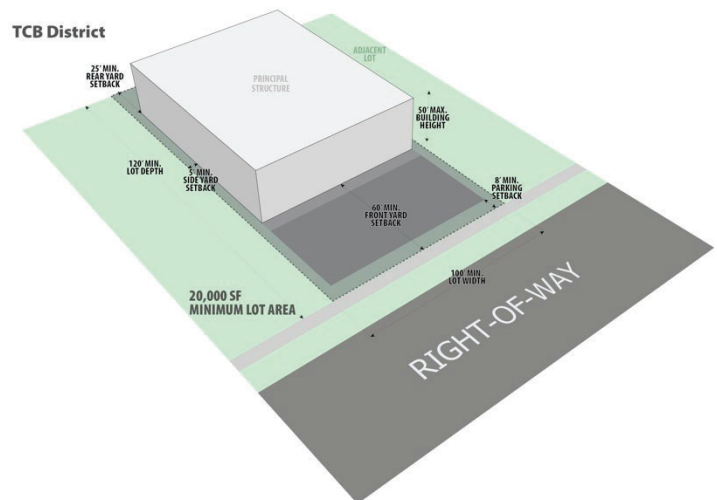 TCB District
ADJACENT
LOT
25' MIN.
REAR YARD
SETBACK
PRINCIPAL
STRUCTURE
50' MAX.
BUILDING
HEIGHT
120' MIN.
LOT DEPTH
5' MIN.
SIDE YARD
SETBACK
8' MIN.
PARKING
SETBACK
60' MIN.
FRONT YARD
SETBACK
100' MIN.
LOT WIDTH
20,000 SF
MINIMUM LOT AREA
RIGHT-OF-WAY